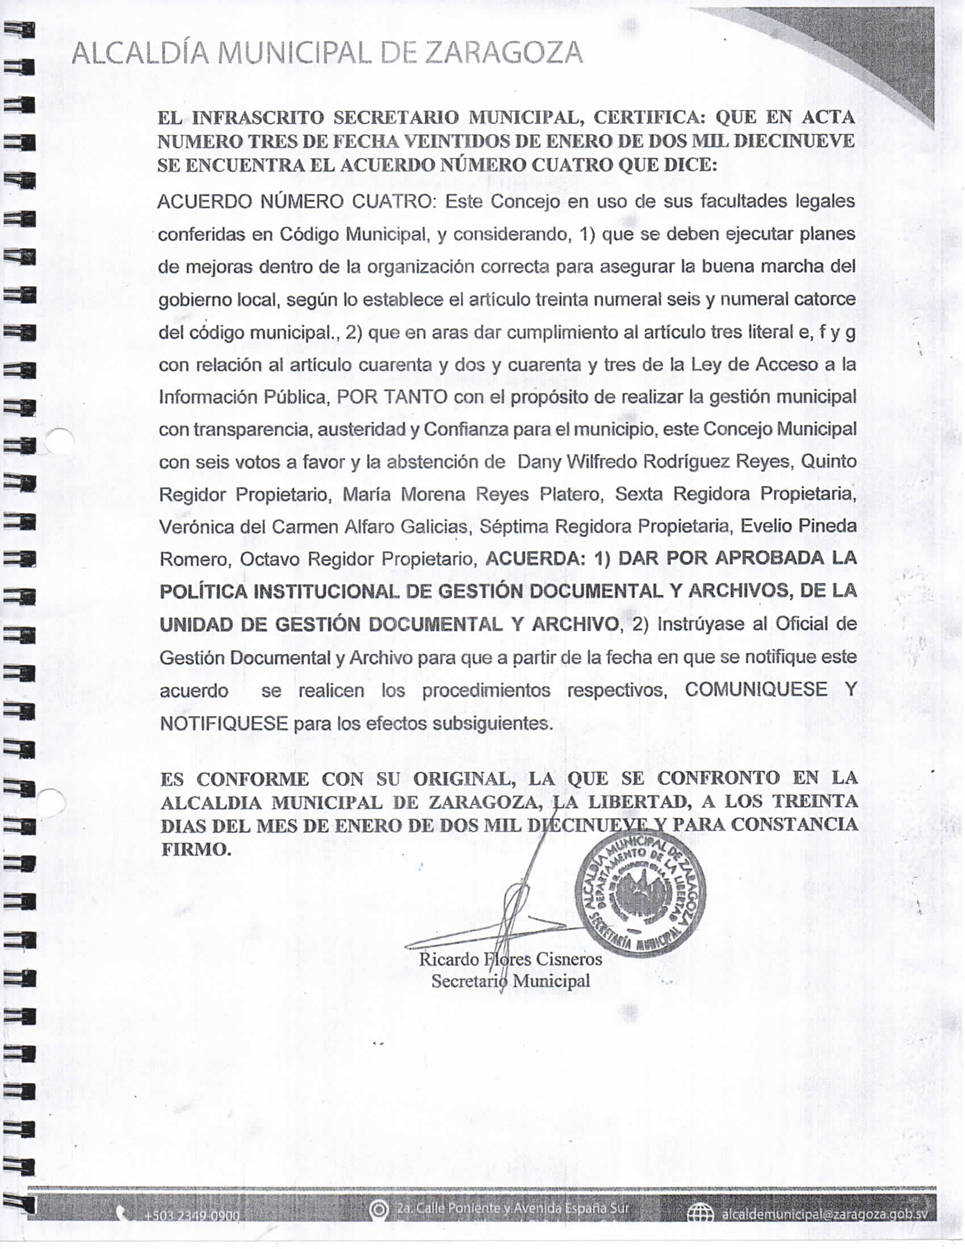 ALCALDÍA MUNICIPAL DE ZARAGOZA
EL INFRASCRITO SECRETARIO MUNICIPAL, CERTIFICA: QUE EN ACTA
NUMERO TRES DE FECHA VEINTIDOS DE ENERO DE DOS MIL DIECINUEVE
SE ENCUENTRA EL ACUERDO NÚMERO CUATRO QUE DICE:
ACUERDO NÚMERO CUATRO: Este Concejo en uso de sus facultades legales
conferidas en Código Municipal, y considerando, 1) que se deben ejecutar planes
de mejoras dentro de la organización correcta para asegurar la buena marcha del
gobierno local, según lo establece el artículo treinta numeral seis y numeral catorce
del código municipal., 2) que en aras dar cumplimiento al artículo tres literal e, f y g
con relación al artículo cuarenta y dos y cuarenta y tres de la Ley de Acceso a la
Información Pública, POR TANTO con el propósito de realizar la gestión municipal
con transparencia, austeridad y Confianza para el municipio, este Concejo Municipal
con seis votos a favor y la abstención de Dany Wilfredo Rodríguez Reyes, Quinto
Regidor Propietario, María Morena Reyes Platero, Sexta Regidora Propietaria,
Verónica del Carmen Alfaro Galicias, Séptima Regidora Propietaria, Evelio Pineda
Romero, Octavo Regidor Propietario, ACUERDA: 1) DAR POR APROBADA LA
POLÍTICA INSTITUCIONAL DE GESTIÓN DOCUMENTAL Y ARCHIVOS, DE LA
UNIDAD DE GESTIÓN DOCUMENTAL Y ARCHIVO, 2) Instrúyase al Oficial de
Gestión Documental y Archivo para que a partir de la fecha en que se notifique este
acuerdo se realicen los procedimientos respectivos, COMUNIQUESE Y
NOTIFIQUESE para los efectos subsiguientes.
ES CONFORME CON SU ORIGINAL, LA QUE SE CONFRONTO EN LA
ALCALDIA MUNICIPAL DE ZARAGOZA, LA LIBERTAD, A LOS TREINTA
DIAS DEL MES DE ENERO DE DOS MIL DIECINUEVE Y PARA CONSTANCIA
FIRMO.
ALCALDÍA MUNICIPAL DE ZARAGOZA
DEPARTAMENTO DE LA LIBERTAD
SECRETARÍA MUNICIPAL
Ricardo Flores Cisneros
Secretario Municipal
+503 2349-0900
2a. Calle Poniente y Avenida España Sur
alcaldemunicipal@zaragoza.gob.sv